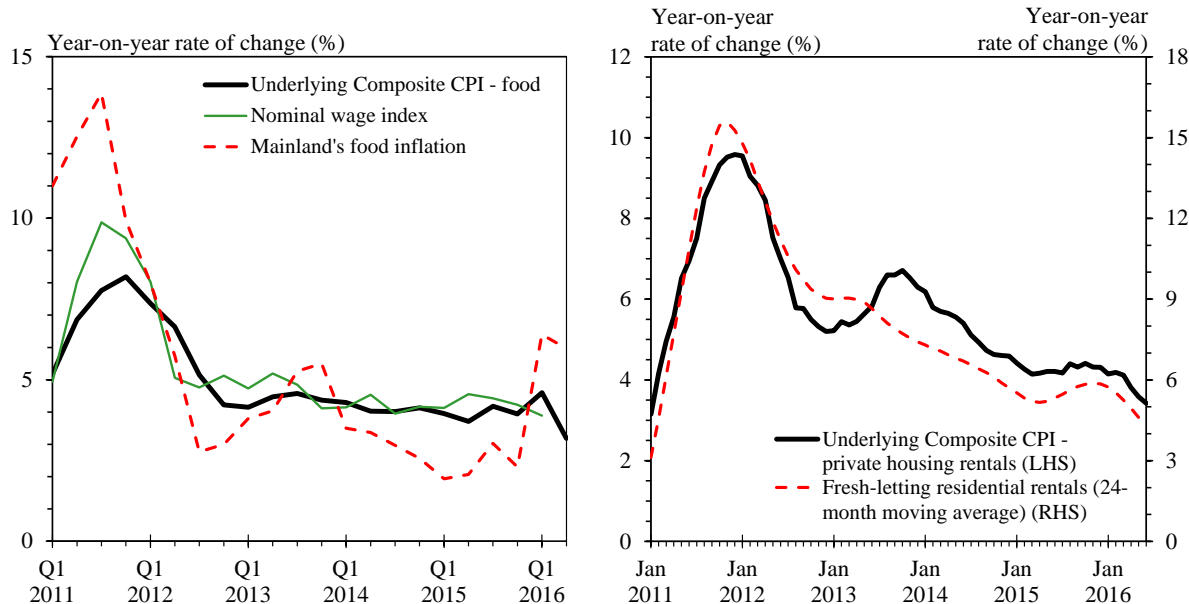 Year-on-year rate of change (%)
15
10
5
0
Underlying Composite CPI - food
Nominal wage index
Mainland's food inflation
Q1
2011
Q1
2012
Q1
2013
Q1
2014
Q1
2015
Q1
2016
Year-on-year
rate of change (%)
Year-on-year
rate of change (%)
12
10
8
6
4
2
0
18
15
12
9
6
3
0
Underlying Composite CPI -
private housing rentals (LHS)
Fresh-letting residential rentals (24-
month moving average) (RHS)
Jan
2011
Jan
2012
Jan
2013
Jan
2014
Jan
2015
Jan
2016